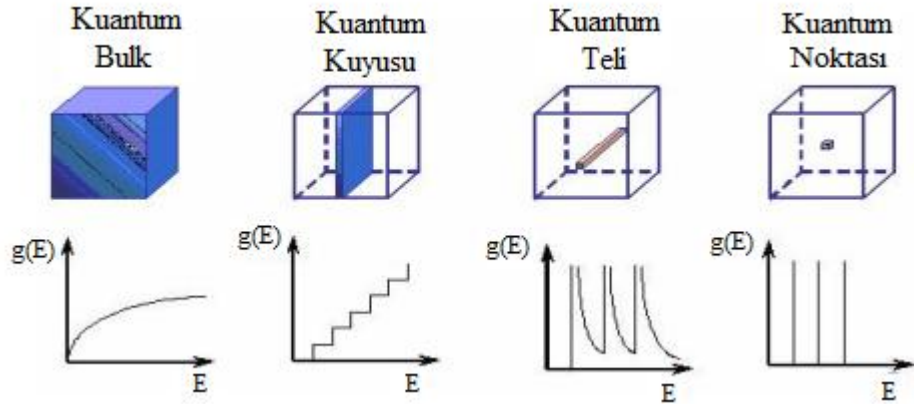 Kuantum
Bulk
Kuantum
Kuyusu
Kuantum
Teli
Kuantum
Noktası
g(E)
E
g(E)
E
g(E)
E
g(E)
E